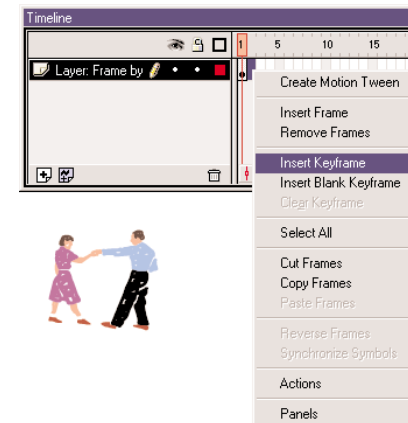 Timeline
1 5 10 15
Layer: Frame by
Create Motion Tween
Insert Frame
Remove Frames
Insert Keyframe
Insert Blank Keyframe
Clear Keyframe
Select All
Cut Frames
Copy Frames
Paste Frames
Reverse Frames
Synchronize Symbols
Actions
Panels